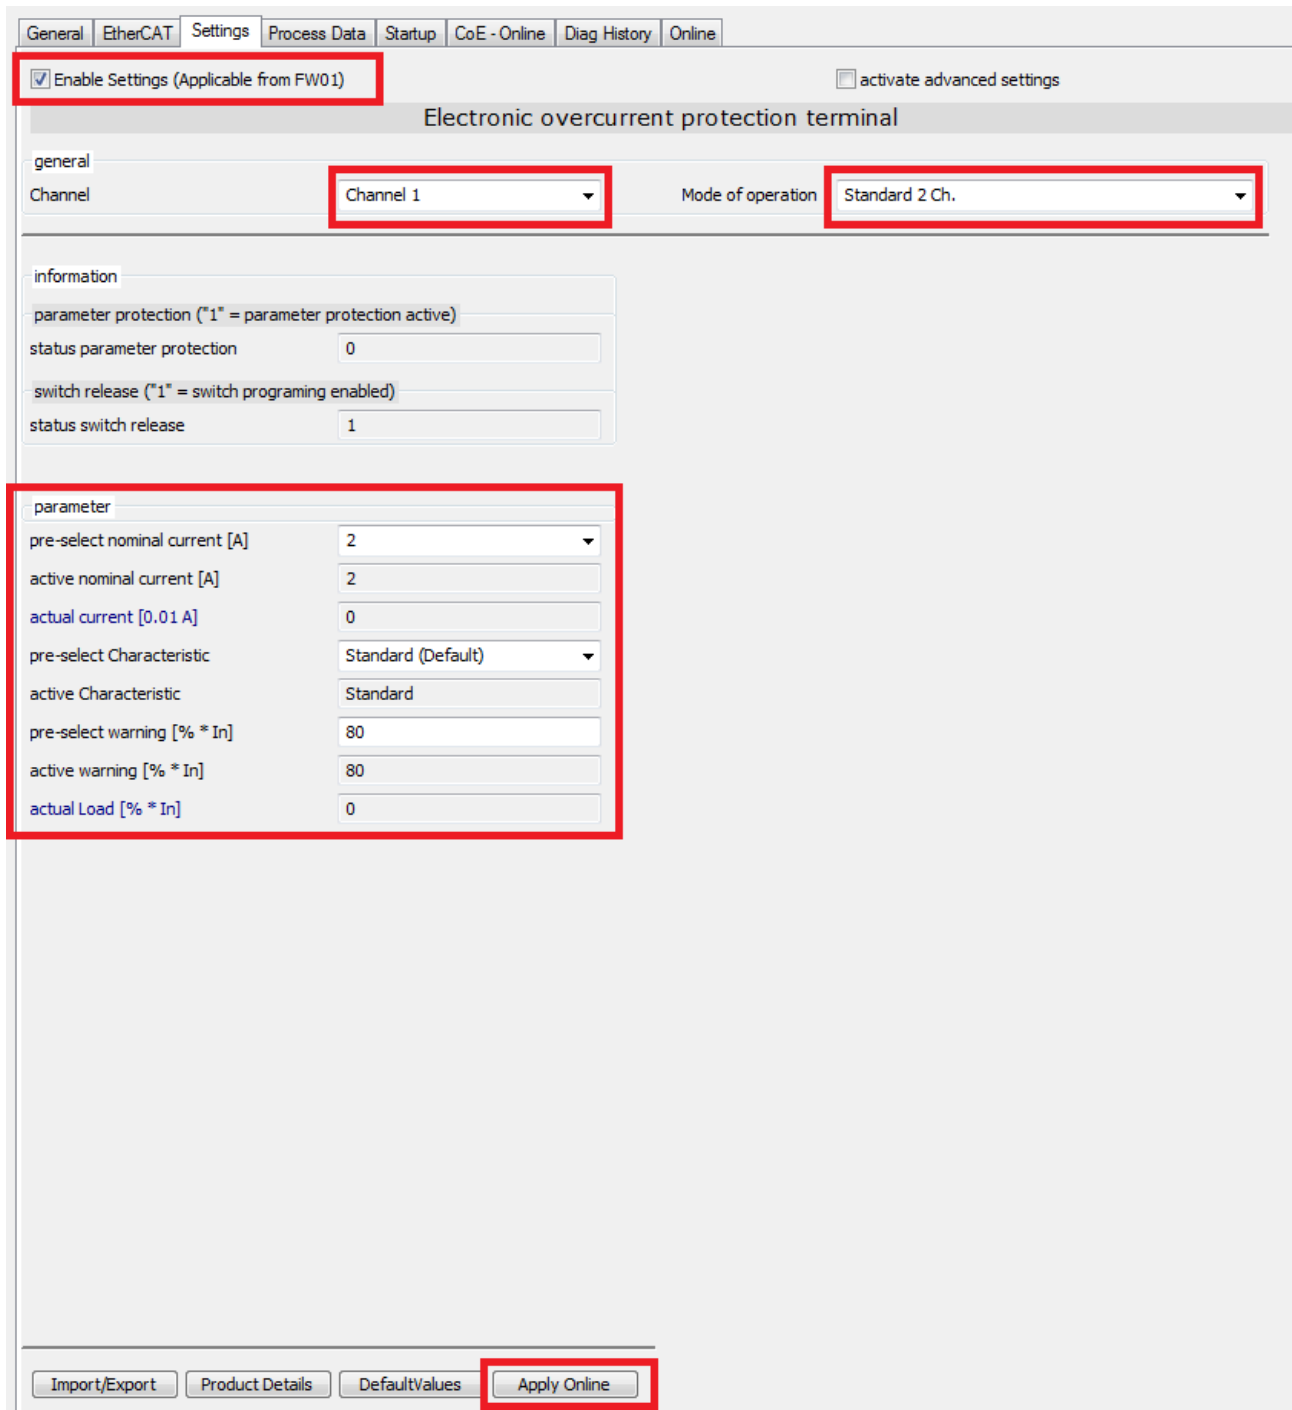 General EtherCAT Settings Process Data Startup CoE - Online Diag History Online
Enable Settings (Applicable from FW01) activate advanced settings
Electronic overcurrent protection terminal
general
Channel Channel 1 Mode of operation Standard 2 Ch.
information
parameter protection ("1" = parameter protection active)
status parameter protection 0
switch release ("1" = switch programing enabled)
status switch release 1
parameter
pre-select nominal current [A] 2
active nominal current [A] 2
actual current [0.01 A] 0
pre-select Characteristic Standard (Default)
active Characteristic Standard
pre-select warning [% * In] 80
active warning [% * In] 80
actual Load [% * In] 0
Import/Export Product Details DefaultValues Apply Online